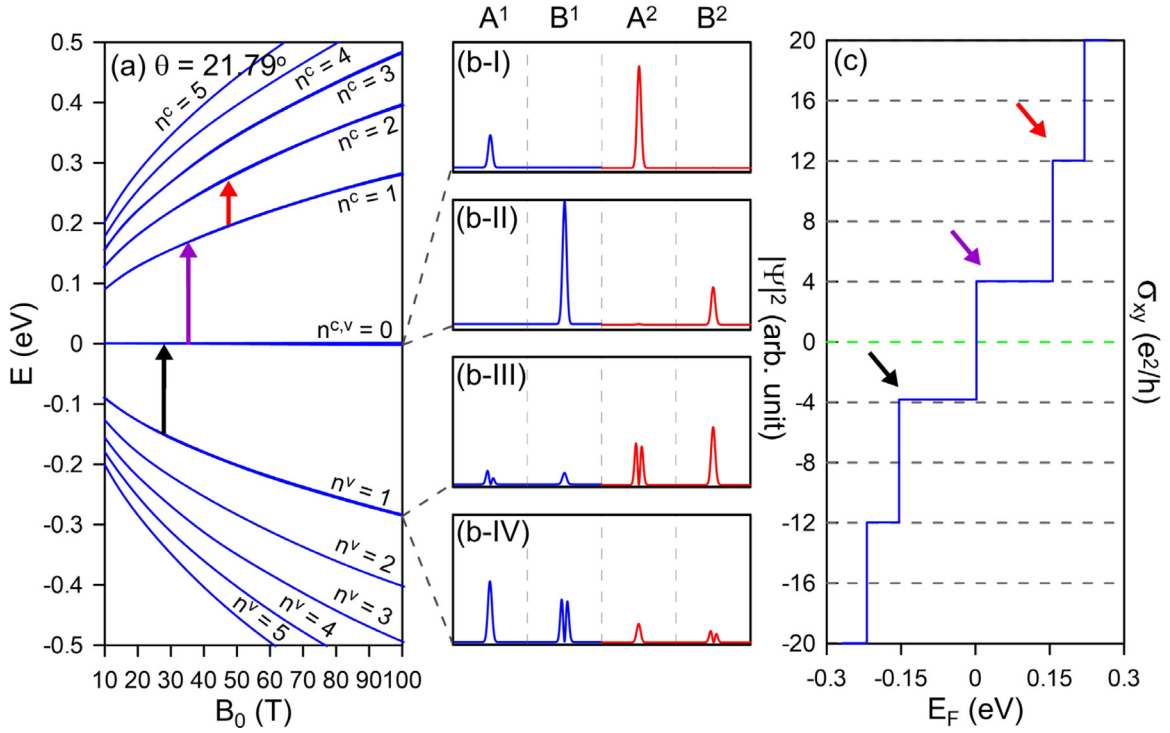 A¹ B¹ A² B²
(a) θ = 21.79°
0.5
0.4
0.3
0.2
0.1
0
-0.1
-0.2
-0.3
-0.4
-0.5
E (eV)
nᶜ = 5
nᶜ = 4
nᶜ = 3
nᶜ = 2
nᶜ = 1
nᶜ,ᵛ = 0
nᵛ = 1
nᵛ = 2
nᵛ = 3
nᵛ = 4
nᵛ = 5
10 20 30 40 50 60 70 80 90 100
B₀ (T)
(b-I)
(b-II)
(b-III)
(b-IV)
|Ψ|² (arb. unit)
(c)
20
16
12
8
4
0
-4
-8
-12
-16
-20
σxy (e²/h)
-0.3 -0.15 0 0.15 0.3
E_F (eV)